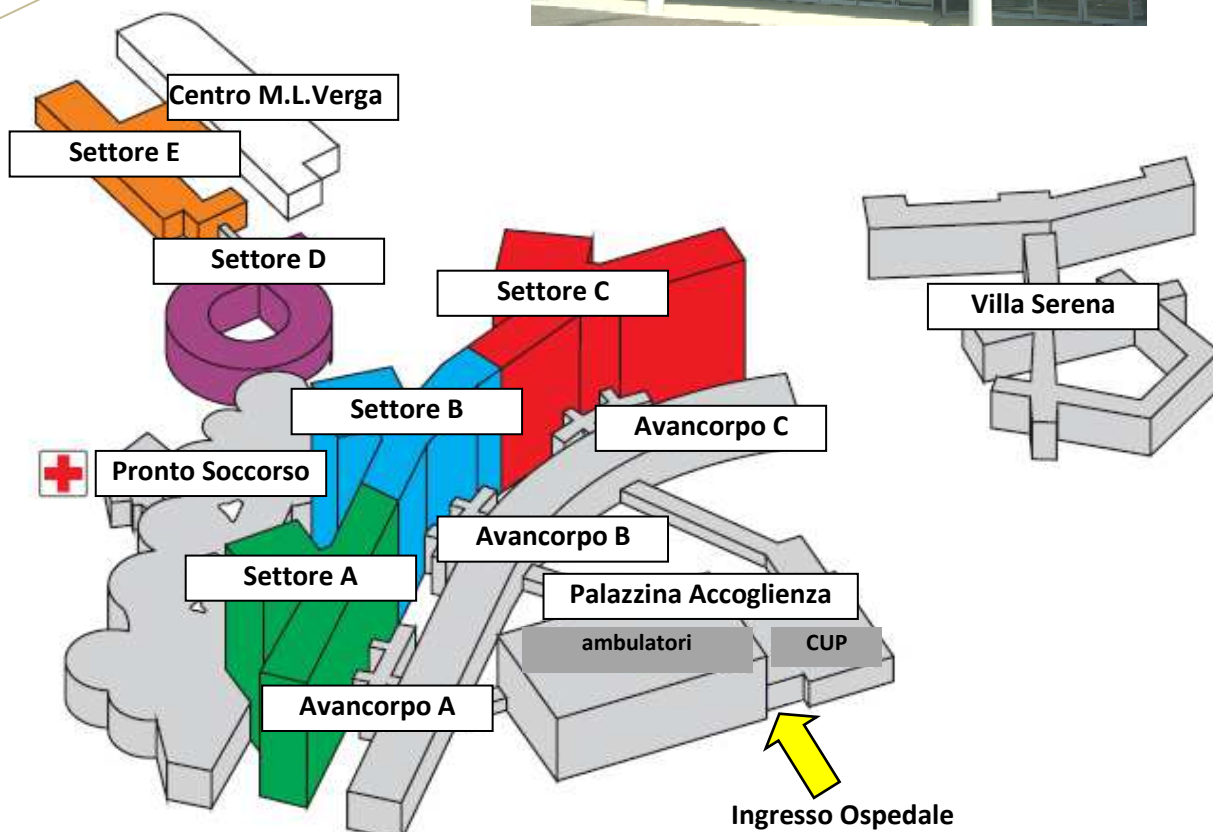 Centro M.L.Verga
Settore E
Settore D
Settore C
Villa Serena
Settore B
Avancorpo C
Pronto Soccorso
Avancorpo B
Settore A
Palazzina Accoglienza
ambulatori
CUP
Avancorpo A
Ingresso Ospedale